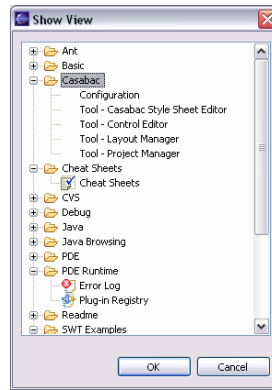 Show View
Ant
Basic
Casabac
Configuration
Tool - Casabac Style Sheet Editor
Tool - Control Editor
Tool - Layout Manager
Tool - Project Manager
Cheat Sheets
Cheat Sheets
CVS
Debug
Java
Java Browsing
PDE
PDE Runtime
Error Log
Plug-in Registry
Readme
SWT Examples
OK
Cancel